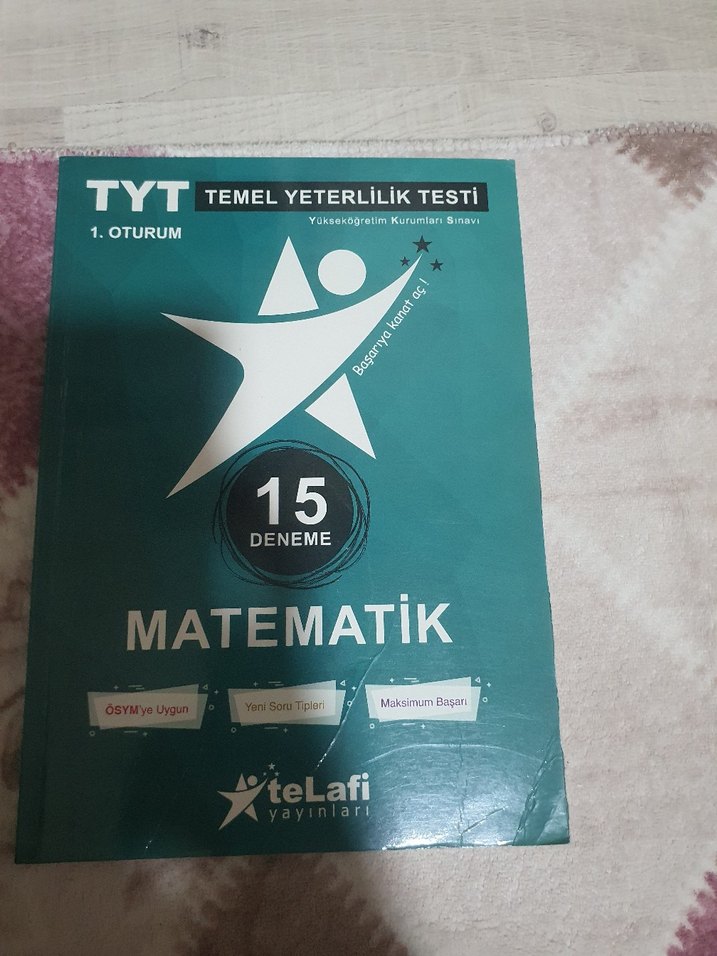 TYT TEMEL YETERLİLİK TESTİ
Yükseköğretim Kurumları Sınavı
1. OTURUM
Başarıya kanat aç !
15
DENEME
MATEMATİK
ÖSYM'ye Uygun
Yeni Soru Tipleri
Maksimum Başarı
teLafi
yayınları